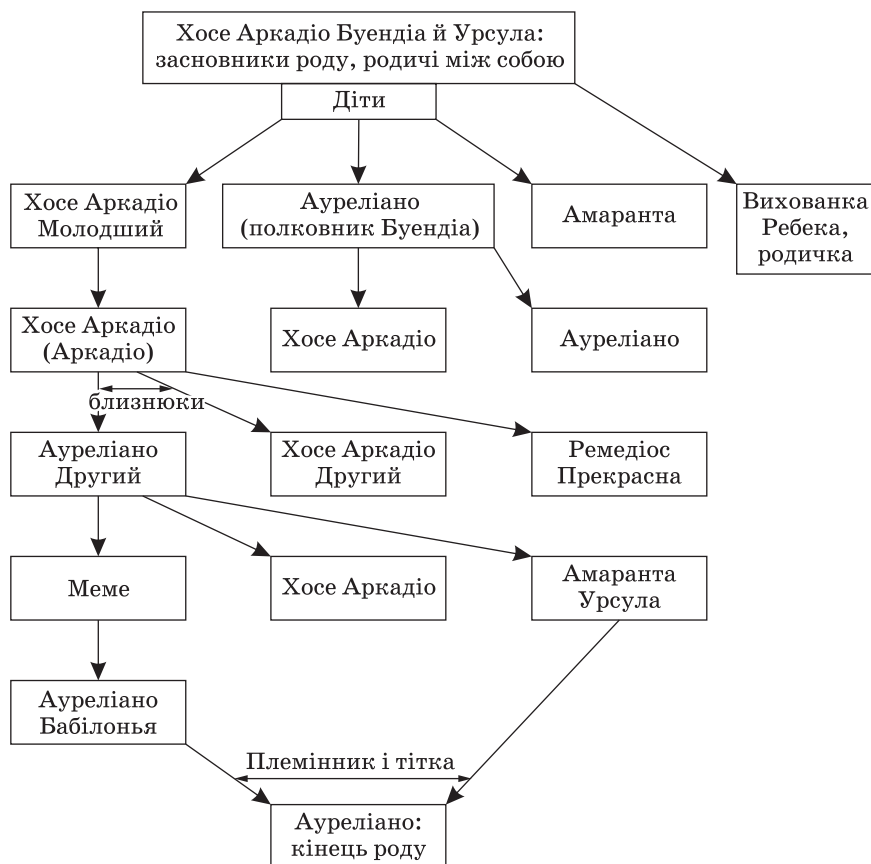 Хосе Аркадіо Буендіа й Урсула:
засновники роду, родичі між собою
Діти
Хосе Аркадіо
Молодший
Ауреліано
(полковник Буендіа)
Амаранта
Вихованка
Ребека,
родичка
Хосе Аркадіо
(Аркадіо)
Хосе Аркадіо
Ауреліано
близнюки
Ауреліано
Другий
Хосе Аркадіо
Другий
Ремедіос
Прекрасна
Меме
Хосе Аркадіо
Амаранта
Урсула
Ауреліано
Бабілонья
Племінник і тітка
Ауреліано:
кінець роду